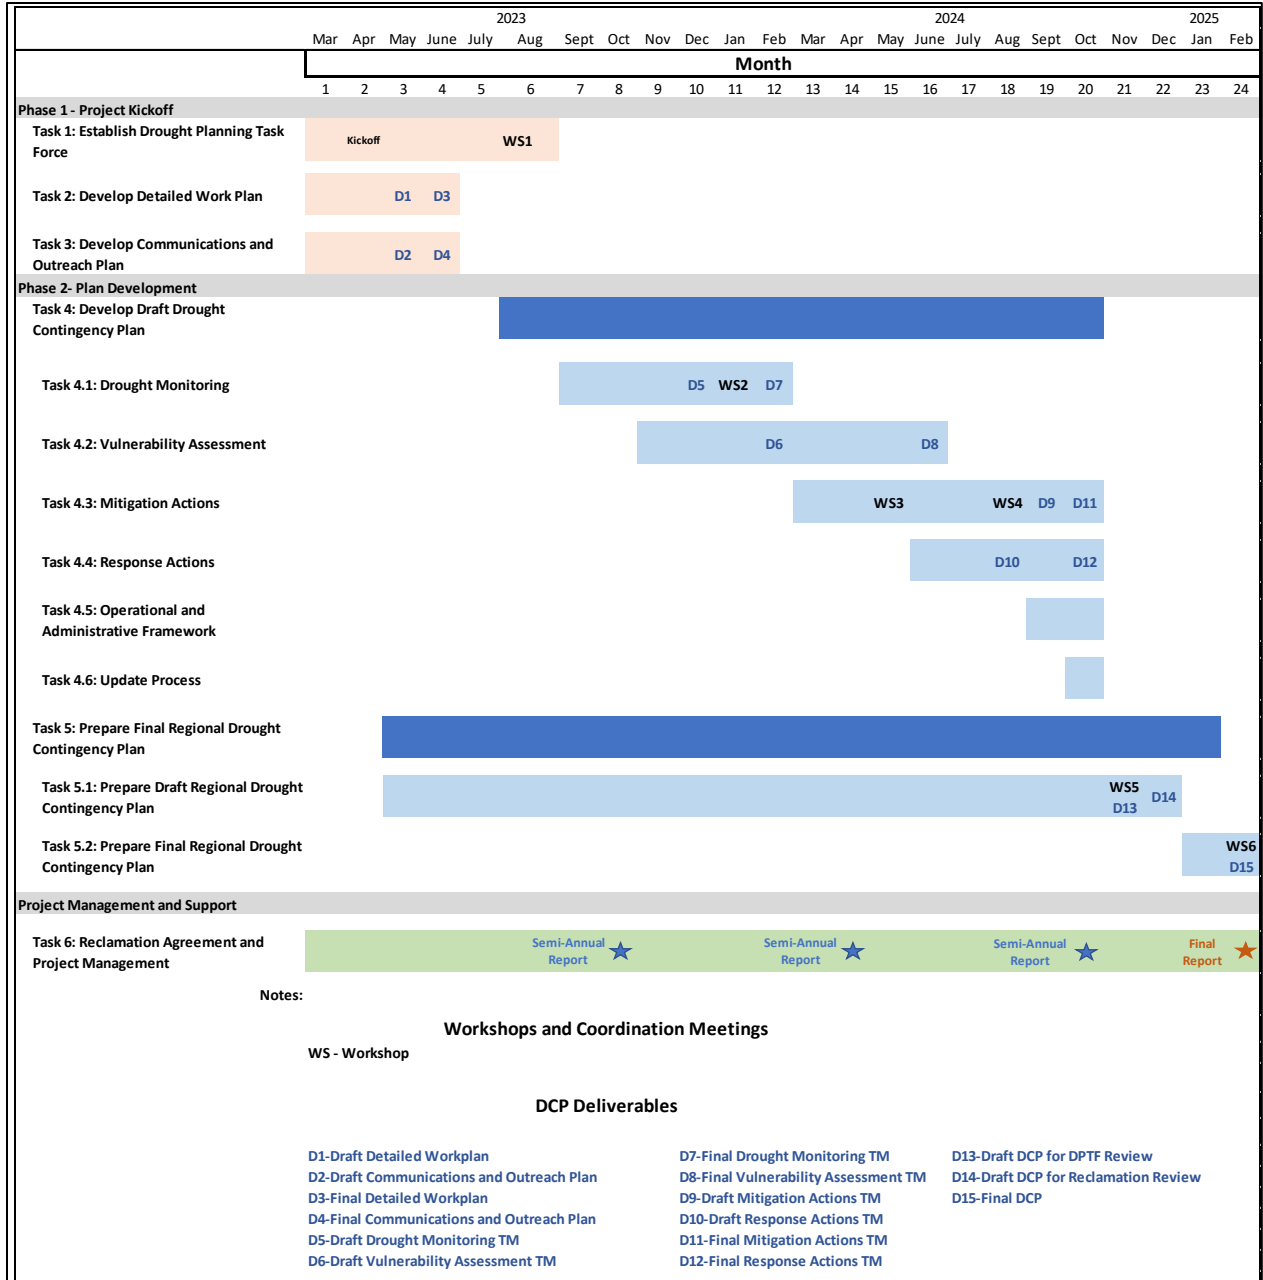 2023 2024 2025
Mar Apr May June July Aug Sept Oct Nov Dec Jan Feb Mar Apr May June July Aug Sept Oct Nov Dec Jan Feb
Month
1 2 3 4 5 6 7 8 9 10 11 12 13 14 15 16 17 18 19 20 21 22 23 24
Phase 1 - Project Kickoff
Task 1: Establish Drought Planning Task
Force
Kickoff WS1
Task 2: Develop Detailed Work Plan
D1 D3
Task 3: Develop Communications and
Outreach Plan
D2 D4
Phase 2- Plan Development
Task 4: Develop Draft Drought
Contingency Plan
Task 4.1: Drought Monitoring
D5 WS2 D7
Task 4.2: Vulnerability Assessment
D6 D8
Task 4.3: Mitigation Actions
WS3 WS4 D9 D11
Task 4.4: Response Actions
D10 D12
Task 4.5: Operational and
Administrative Framework
Task 4.6: Update Process
Task 5: Prepare Final Regional Drought
Contingency Plan
Task 5.1: Prepare Draft Regional Drought
Contingency Plan
WS5
D13
D14
Task 5.2: Prepare Final Regional Drought
Contingency Plan
WS6
D15
Project Management and Support
Task 6: Reclamation Agreement and
Project Management
Semi-Annual
Report
Semi-Annual
Report
Semi-Annual
Report
Final
Report
Notes:
Workshops and Coordination Meetings
WS - Workshop
DCP Deliverables
D1-Draft Detailed Workplan
D2-Draft Communications and Outreach Plan
D3-Final Detailed Workplan
D4-Final Communications and Outreach Plan
D5-Draft Drought Monitoring TM
D6-Draft Vulnerability Assessment TM
D7-Final Drought Monitoring TM
D8-Final Vulnerability Assessment TM
D9-Draft Mitigation Actions TM
D10-Draft Response Actions TM
D11-Final Mitigation Actions TM
D12-Final Response Actions TM
D13-Draft DCP for DPTF Review
D14-Draft DCP for Reclamation Review
D15-Final DCP